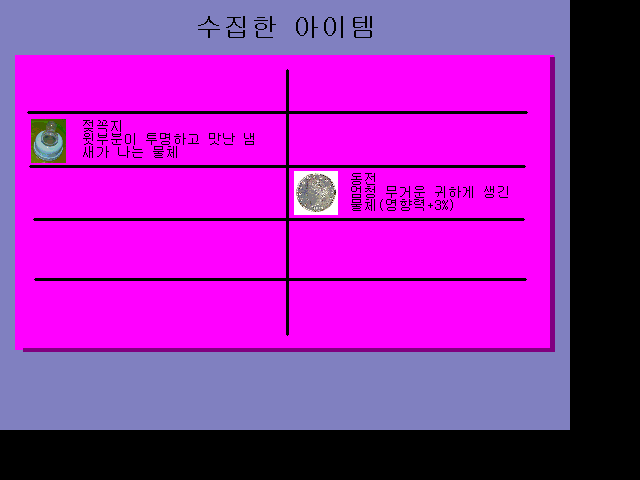 수집한 아이템
젖꼭지
윗부분이 투명하고 맛난 냄
새가 나는 물체
동전
엄청 무거운 귀하게 생긴
물체(영향력+3%)